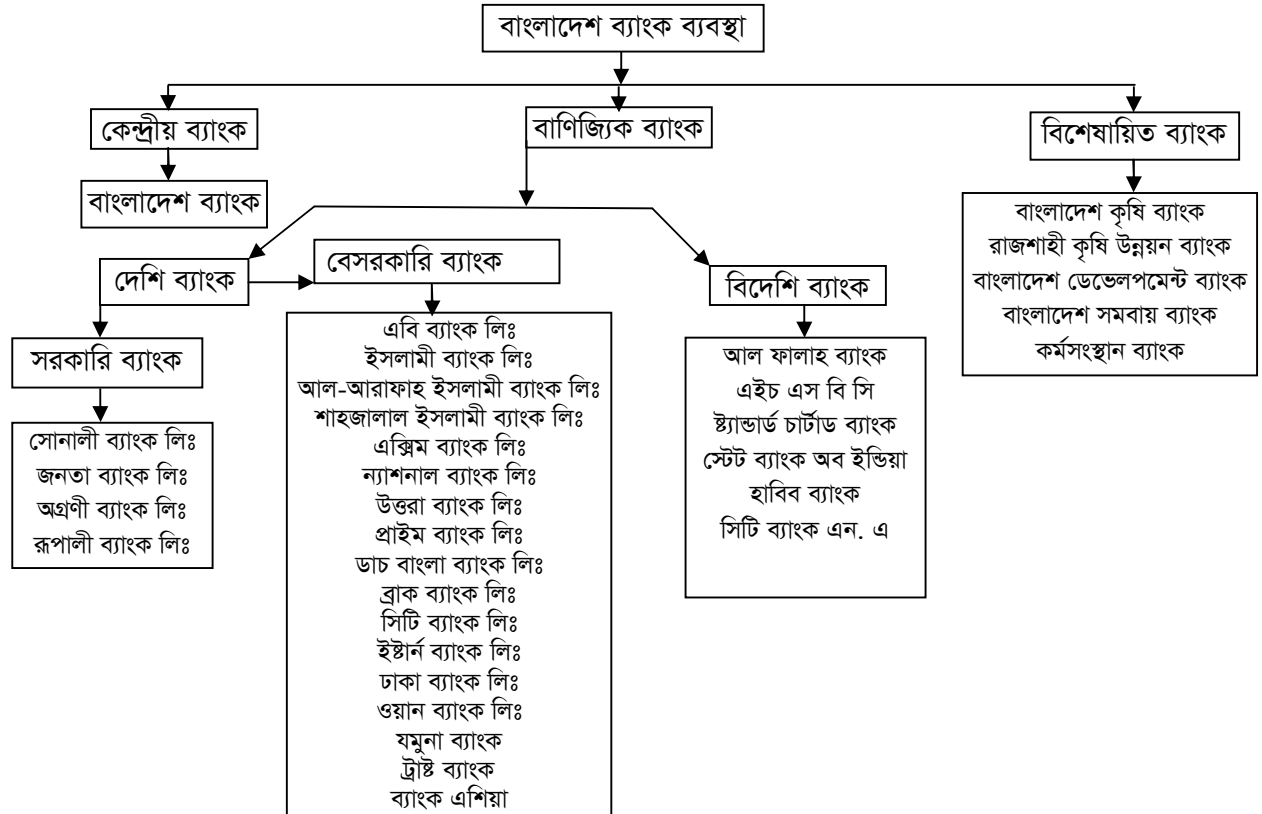 বাংলাদেশ ব্যাংক ব্যবস্থা
কেন্দ্রীয় ব্যাংক
বাণিজ্যিক ব্যাংক
বিশেষায়িত ব্যাংক
বাংলাদেশ ব্যাংক
বাংলাদেশ কৃষি ব্যাংক
রাজশাহী কৃষি উন্নয়ন ব্যাংক
বাংলাদেশ ডেভেলপমেন্ট ব্যাংক
বাংলাদেশ সমবায় ব্যাংক
কর্মসংস্থান ব্যাংক
দেশি ব্যাংক
বেসরকারি ব্যাংক
বিদেশি ব্যাংক
সরকারি ব্যাংক
সোনালী ব্যাংক লিঃ
জনতা ব্যাংক লিঃ
অগ্রণী ব্যাংক লিঃ
রূপালী ব্যাংক লিঃ
এবি ব্যাংক লিঃ
ইসলামী ব্যাংক লিঃ
আল-আরাফাহ ইসলামী ব্যাংক লিঃ
শাহজালাল ইসলামী ব্যাংক লিঃ
এক্সিম ব্যাংক লিঃ
ন্যাশনাল ব্যাংক লিঃ
উত্তরা ব্যাংক লিঃ
প্রাইম ব্যাংক লিঃ
ডাচ বাংলা ব্যাংক লিঃ
ব্রাক ব্যাংক লিঃ
সিটি ব্যাংক লিঃ
ইষ্টার্ন ব্যাংক লিঃ
ঢাকা ব্যাংক লিঃ
ওয়ান ব্যাংক লিঃ
যমুনা ব্যাংক
ট্রাষ্ট ব্যাংক
ব্যাংক এশিয়া
আল ফালাহ ব্যাংক
এইচ এস বি সি
ষ্ট্যান্ডার্ড চার্টাড ব্যাংক
স্টেট ব্যাংক অব ইন্ডিয়া
হাবিব ব্যাংক
সিটি ব্যাংক এন. এ